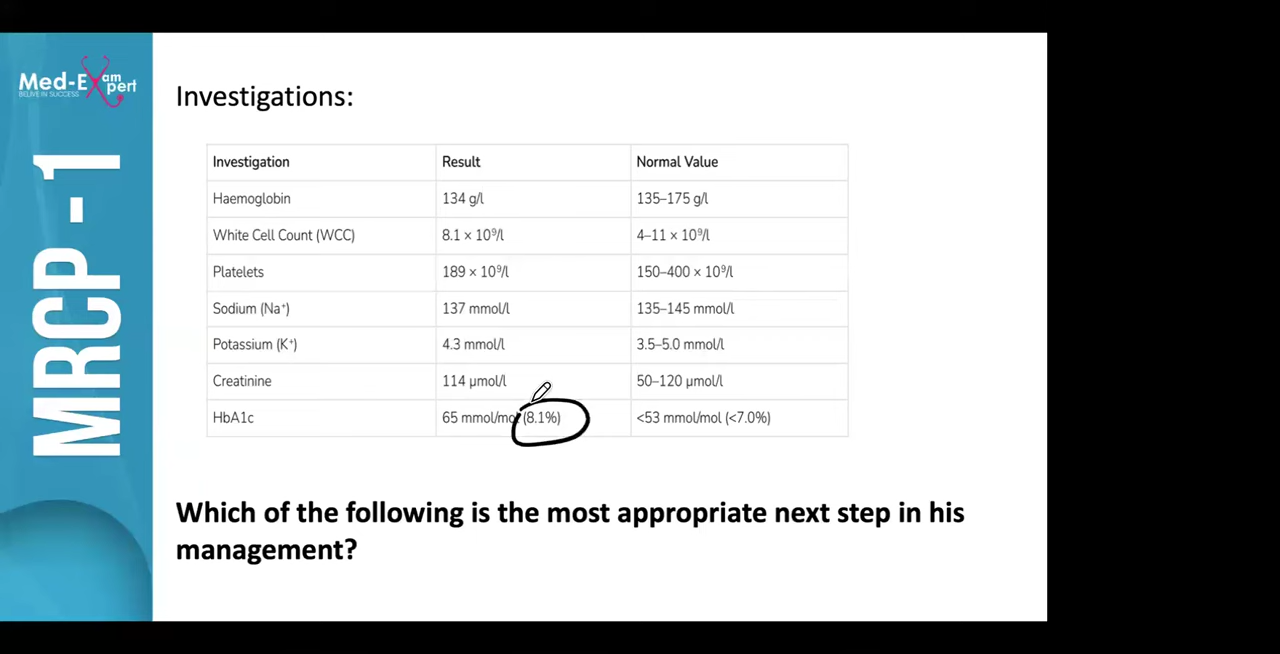 Med-Exam
Expert
BELIVE IN SUCCESS
MRCP - 1
Investigations:
Investigation Result Normal Value
Haemoglobin 134 g/l 135–175 g/l
White Cell Count (WCC) 8.1 × 10⁹/l 4–11 × 10⁹/l
Platelets 189 × 10⁹/l 150–400 × 10⁹/l
Sodium (Na⁺) 137 mmol/l 135–145 mmol/l
Potassium (K⁺) 4.3 mmol/l 3.5–5.0 mmol/l
Creatinine 114 µmol/l 50–120 µmol/l
HbA1c 65 mmol/mol (8.1%) <53 mmol/mol (<7.0%)
Which of the following is the most appropriate next step in his
management?